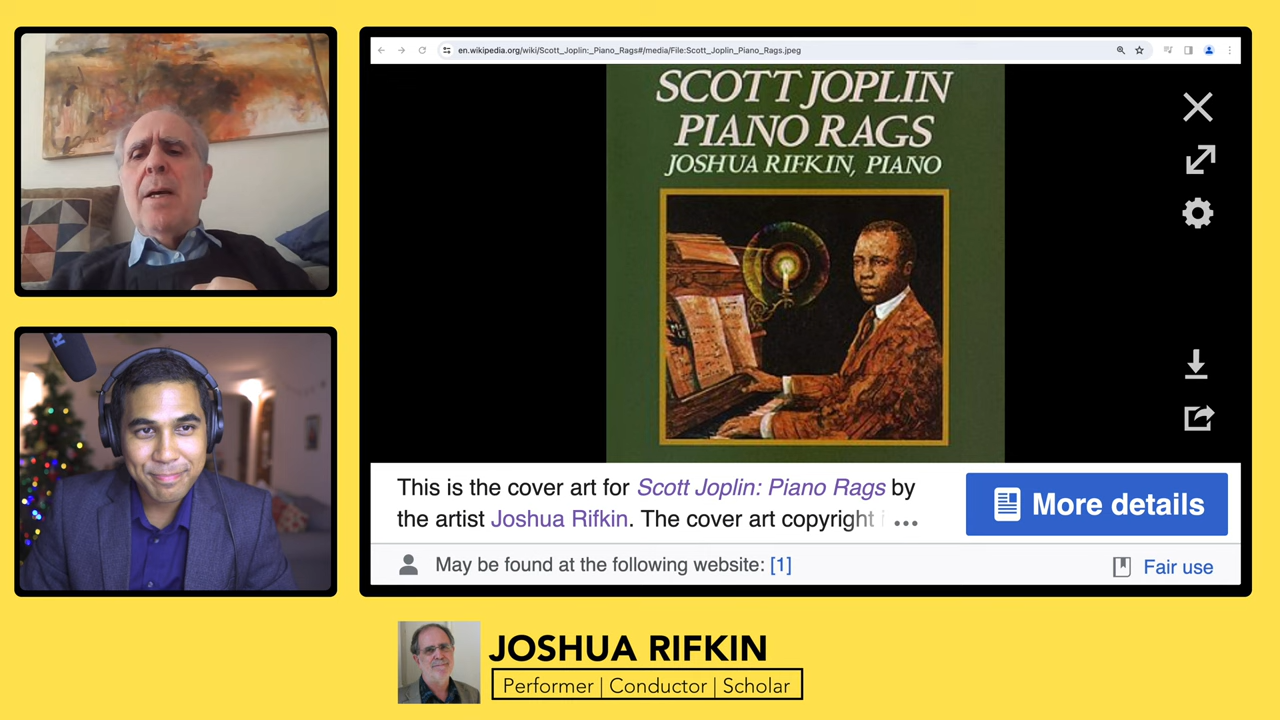 en.wikipedia.org/wiki/Scott_Joplin:_Piano_Rags#/media/File:Scott_Joplin_Piano_Rags.jpeg
SCOTT JOPLIN
PIANO RAGS
JOSHUA RIFKIN, PIANO
This is the cover art for Scott Joplin: Piano Rags by
the artist Joshua Rifkin. The cover art copyright
More details
May be found at the following website: [1]
Fair use
JOSHUA RIFKIN
Performer | Conductor | Scholar